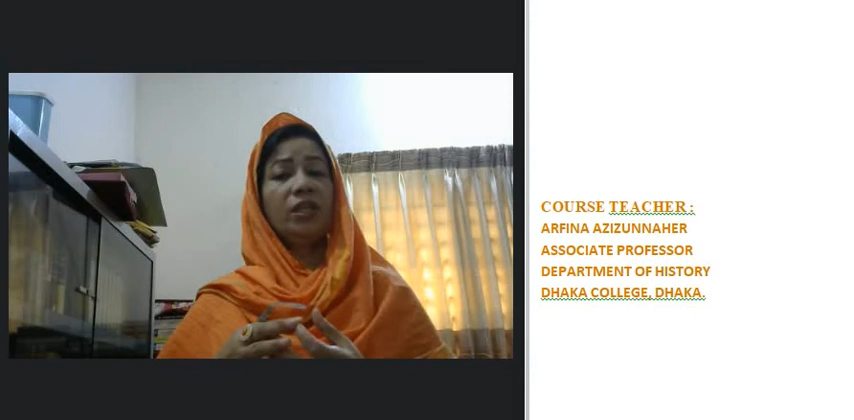 COURSE TEACHER :
ARFINA AZIZUNNAHER
ASSOCIATE PROFESSOR
DEPARTMENT OF HISTORY
DHAKA COLLEGE, DHAKA.